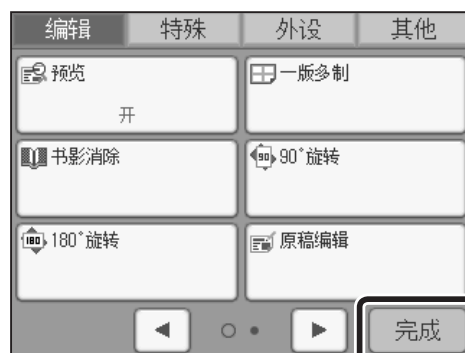 编辑 特殊 外设 其他
预览 一版多制
开
书影消除 90°旋转
180°旋转 原稿编辑
完成